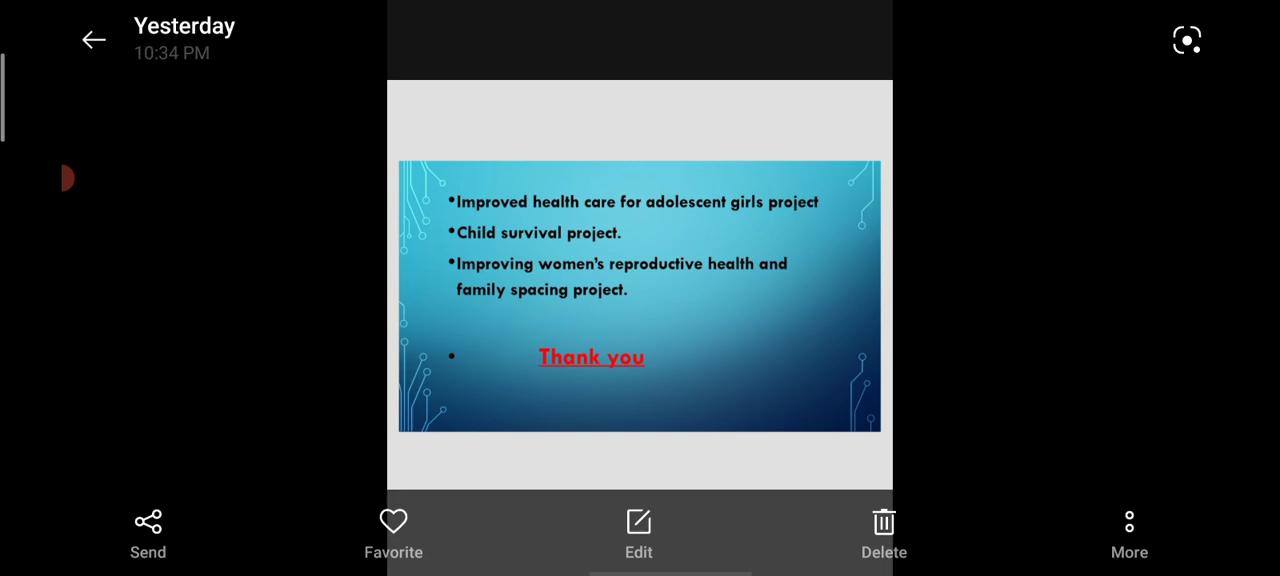 Yesterday
10:34 PM
•Improved health care for adolescent girls project
•Child survival project.
•Improving women's reproductive health and
family spacing project.
• Thank you
Send
Favorite
Edit
Delete
More